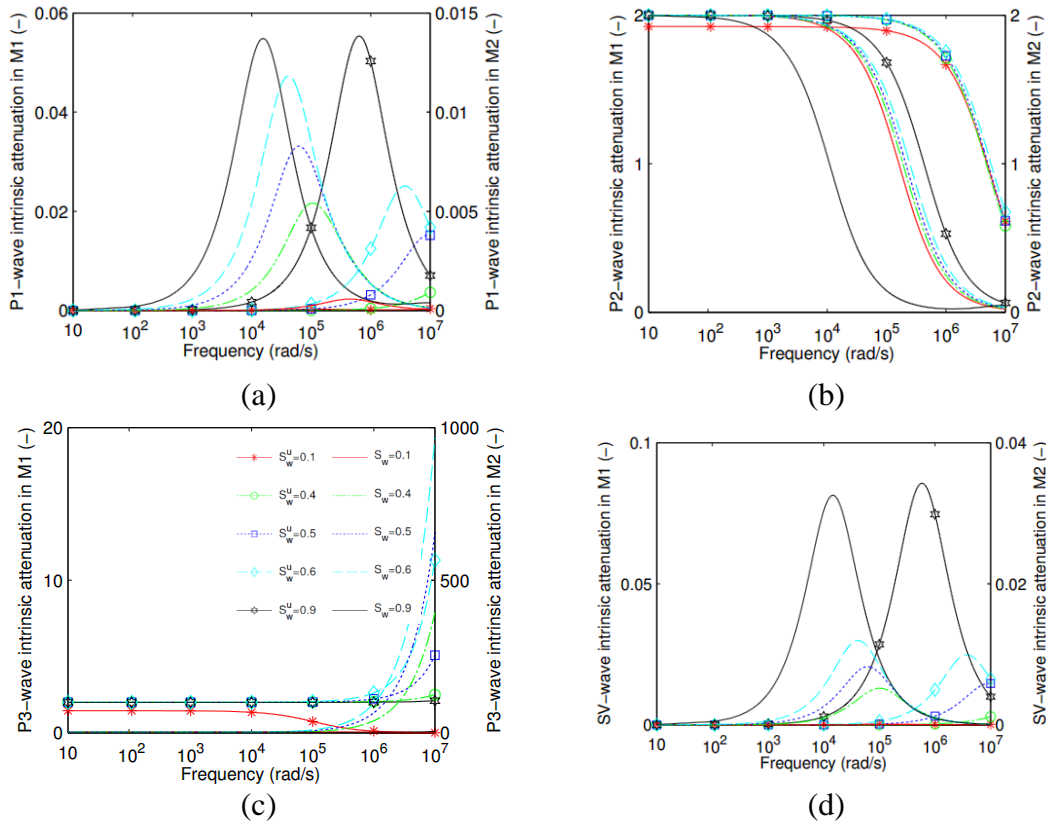 P1−wave intrinsic attenuation in M1 (−)
0.06
0.04
0.02
0
10
10²
10³
10⁴
10⁵
10⁶
10⁷
Frequency (rad/s)
0.015
0.01
0.005
0
P1−wave intrinsic attenuation in M2 (−)
(a)
P2−wave intrinsic attenuation in M1 (−)
2
1
0
10
10²
10³
10⁴
10⁵
10⁶
10⁷
Frequency (rad/s)
2
1
0
P2−wave intrinsic attenuation in M2 (−)
(b)
P3−wave intrinsic attenuation in M1 (−)
20
10
0
10
10²
10³
10⁴
10⁵
10⁶
10⁷
Frequency (rad/s)
1000
500
0
P3−wave intrinsic attenuation in M2 (−)
S_w^u=0.1 S_w=0.1
S_w^u=0.4 S_w=0.4
S_w^u=0.5 S_w=0.5
S_w^u=0.6 S_w=0.6
S_w^u=0.9 S_w=0.9
(c)
SV−wave intrinsic attenuation in M1 (−)
0.1
0.05
0
10
10²
10³
10⁴
10⁵
10⁶
10⁷
Frequency (rad/s)
0.04
0.02
0
SV−wave intrinsic attenuation in M2 (−)
(d)